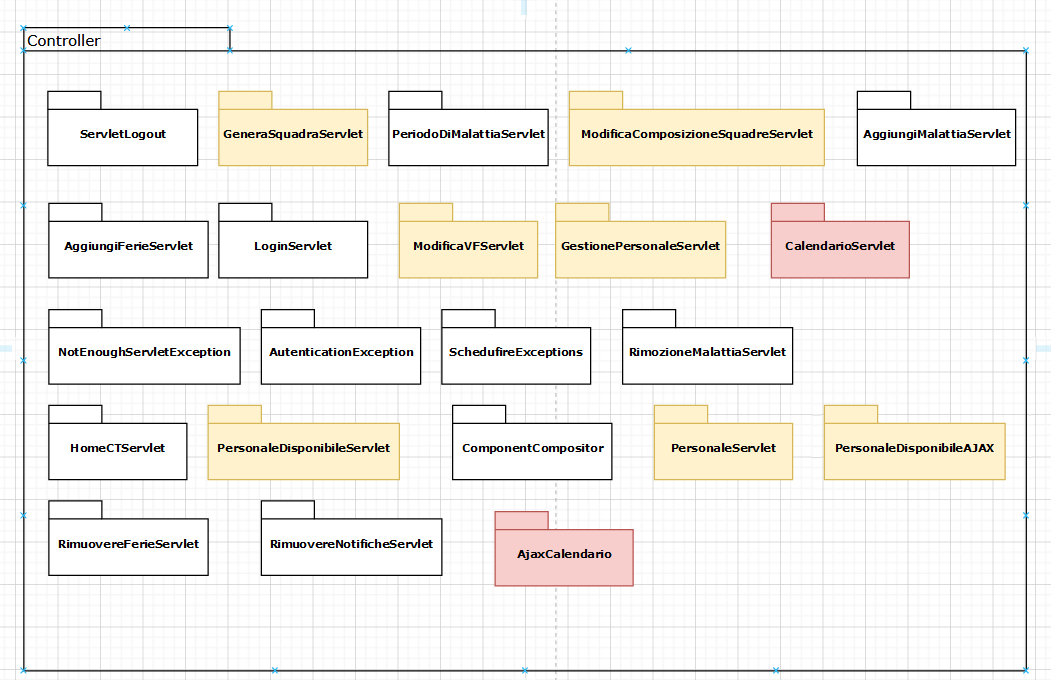 Controller
ServletLogout
GeneraSquadraServlet
PeriodoDiMalattiaServlet
ModificaComposizioneSquadreServlet
AggiungiMalattiaServlet
AggiungiFerieServlet
LoginServlet
ModificaVFServlet
GestionePersonaleServlet
CalendarioServlet
NotEnoughServletException
AutenticationException
SchedufireExceptions
RimozioneMalattiaServlet
HomeCTServlet
PersonaleDisponibileServlet
ComponentCompositor
PersonaleServlet
PersonaleDisponibileAJAX
RimuovereFerieServlet
RimuovereNotificheServlet
AjaxCalendario